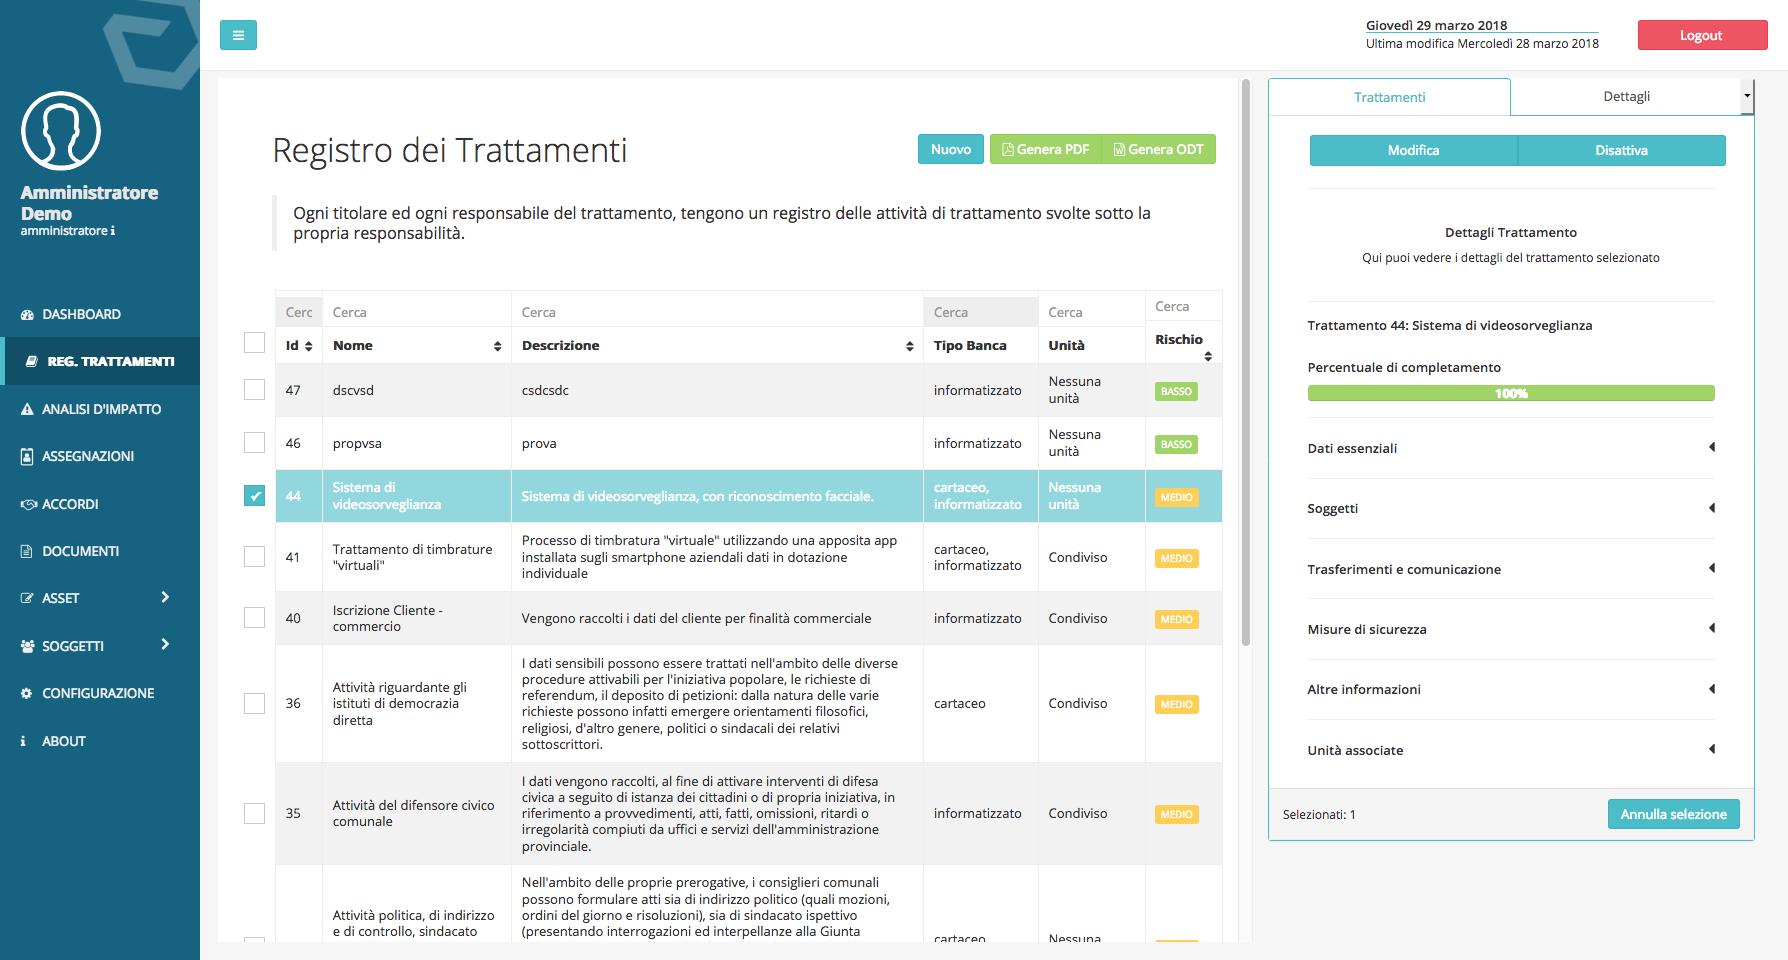 Giovedì 29 marzo 2018
Ultima modifica Mercoledì 28 marzo 2018
Logout
Amministratore
Demo
amministratore
DASHBOARD
REG. TRATTAMENTI
ANALISI D'IMPATTO
ASSEGNAZIONI
ACCORDI
DOCUMENTI
ASSET
SOGGETTI
CONFIGURAZIONE
ABOUT
Registro dei Trattamenti
Nuovo
Genera PDF
Genera ODT
Ogni titolare ed ogni responsabile del trattamento, tengono un registro delle attività di trattamento svolte sotto la
propria responsabilità.
Cerc Cerca Cerca Cerca Cerca Cerca
Id Nome Descrizione Tipo Banca Unità Rischio
47 dscvsd csdcsdc informatizzato Nessuna
unità BASSO
46 propvsa prova informatizzato Nessuna
unità BASSO
44 Sistema di
videosorveglianza Sistema di videosorveglianza, con riconoscimento facciale. cartaceo,
informatizzato Nessuna
unità MEDIO
41 Trattamento di timbrature
"virtuali" Processo di timbratura "virtuale" utilizzando una apposita app
installata sugli smartphone aziendali dati in dotazione
individuale cartaceo,
informatizzato Condiviso MEDIO
40 Iscrizione Cliente -
commercio Vengono raccolti i dati del cliente per finalità commerciale informatizzato Condiviso MEDIO
36 Attività riguardante gli
istituti di democrazia
diretta I dati sensibili possono essere trattati nell'ambito delle diverse
procedure attivabili per l'iniziativa popolare, le richieste di
referendum, il deposito di petizioni: dalla natura delle varie
richieste possono infatti emergere orientamenti filosofici,
religiosi, d'altro genere, politici o sindacali dei relativi
sottoscrittori. cartaceo Condiviso MEDIO
35 Attività del difensore civico
comunale I dati vengono raccolti, al fine di attivare interventi di difesa
civica a seguito di istanza dei cittadini o di propria iniziativa, in
riferimento a provvedimenti, atti, fatti, omissioni, ritardi o
irregolarità compiuti da uffici e servizi dell'amministrazione
provinciale. informatizzato Condiviso MEDIO
Attività politica, di indirizzo
e di controllo, sindacato Nell'ambito delle proprie prerogative, i consiglieri comunali
possono formulare atti sia di indirizzo politico (quali mozioni,
ordini del giorno e risoluzioni), sia di sindacato ispettivo
(presentando interrogazioni ed interpellanze alla Giunta
cartaceo Nessuna
Trattamenti
Dettagli
Modifica
Disattiva
Dettagli Trattamento
Qui puoi vedere i dettagli del trattamento selezionato
Trattamento 44: Sistema di videosorveglianza
Percentuale di completamento
100%
Dati essenziali
Soggetti
Trasferimenti e comunicazione
Misure di sicurezza
Altre informazioni
Unità associate
Selezionati: 1
Annulla selezione